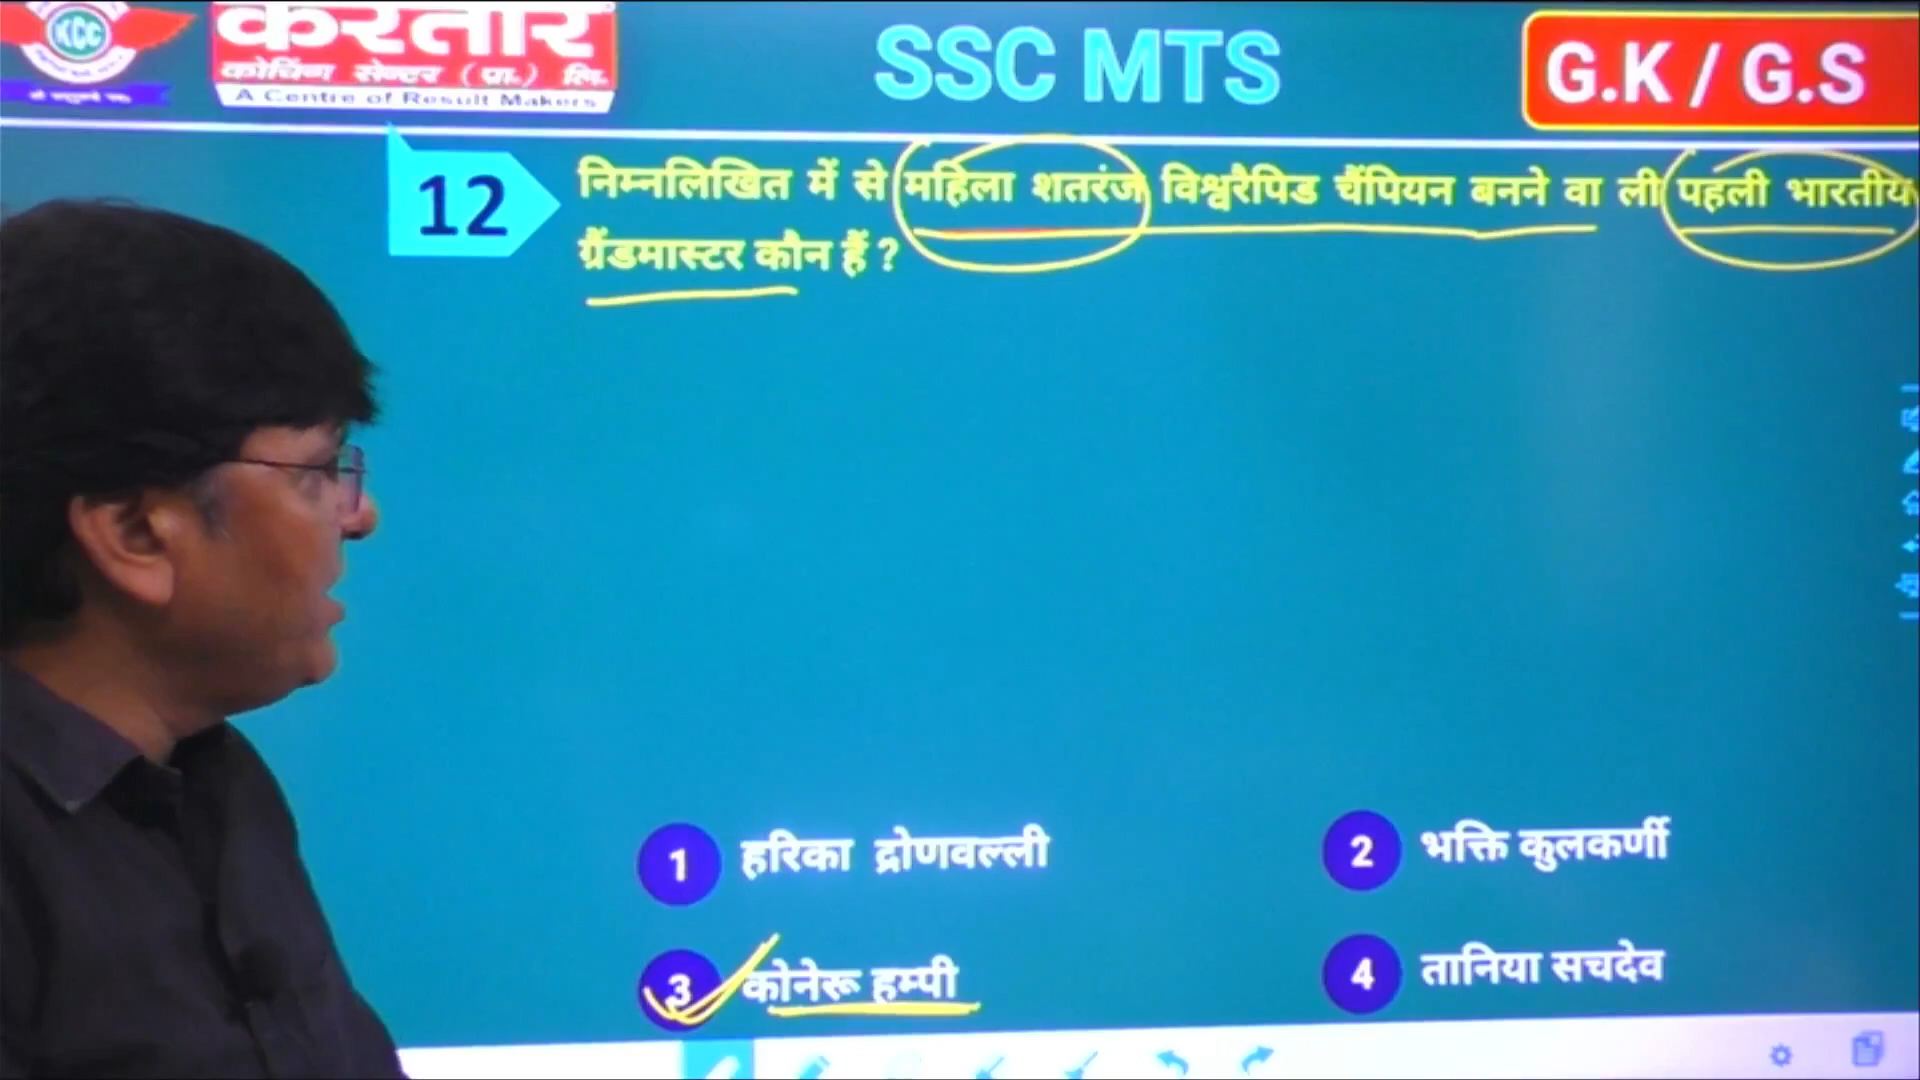 KCC
करतार
कोचिंग सेन्टर (प्रा.) लि.
A Centre of Result Makers
SSC MTS
G.K / G.S
12
निम्नलिखित में से महिला शतरंज विश्वरैपिड चैंपियन बनने वा ली पहली भारतीय
ग्रैंडमास्टर कौन हैं ?
1 हरिका द्रोणवल्ली
2 भक्ति कुलकर्णी
3 कोनेरू हम्पी
4 तानिया सचदेव